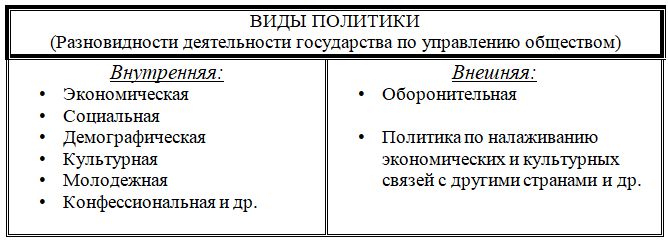 ВИДЫ ПОЛИТИКИ
(Разновидности деятельности государства по управлению обществом)
Внутренняя:
• Экономическая
• Социальная
• Демографическая
• Культурная
• Молодежная
• Конфессиональная и др.
Внешняя:
• Оборонительная
• Политика по налаживанию
экономических и культурных
связей с другими странами и др.